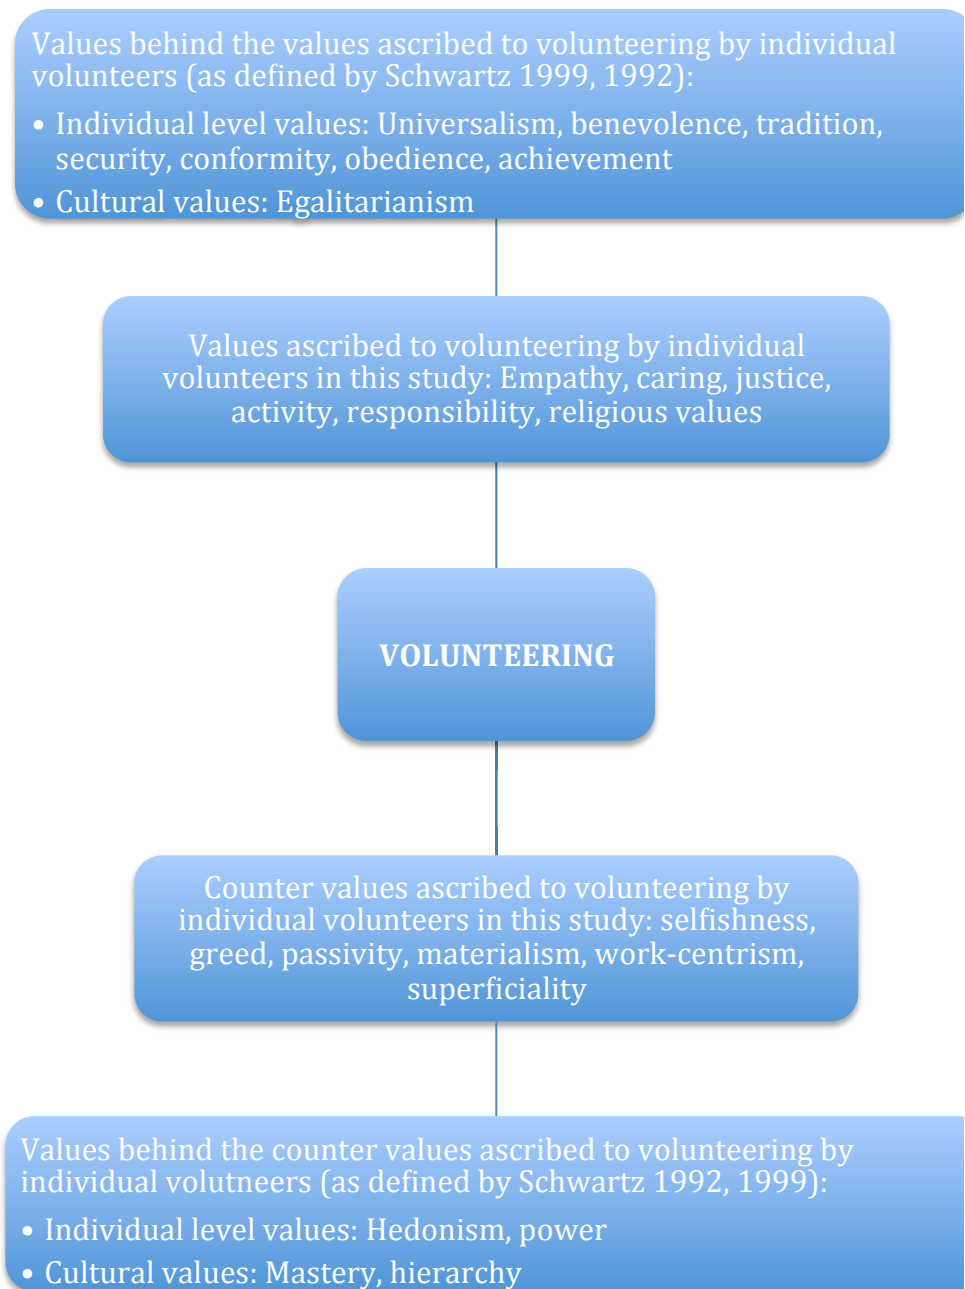 Values behind the values ascribed to volunteering by individual
volunteers (as defined by Schwartz 1999, 1992):
• Individual level values: Universalism, benevolence, tradition,
security, conformity, obedience, achievement
• Cultural values: Egalitarianism
Values ascribed to volunteering by individual
volunteers in this study: Empathy, caring, justice,
activity, responsibility, religious values
VOLUNTEERING
Counter values ascribed to volunteering by
individual volunteers in this study: selfishness,
greed, passivity, materialism, work-centrism,
superficiality
Values behind the counter values ascribed to volunteering by
individual volutneers (as defined by Schwartz 1992, 1999):
• Individual level values: Hedonism, power
• Cultural values: Mastery, hierarchy